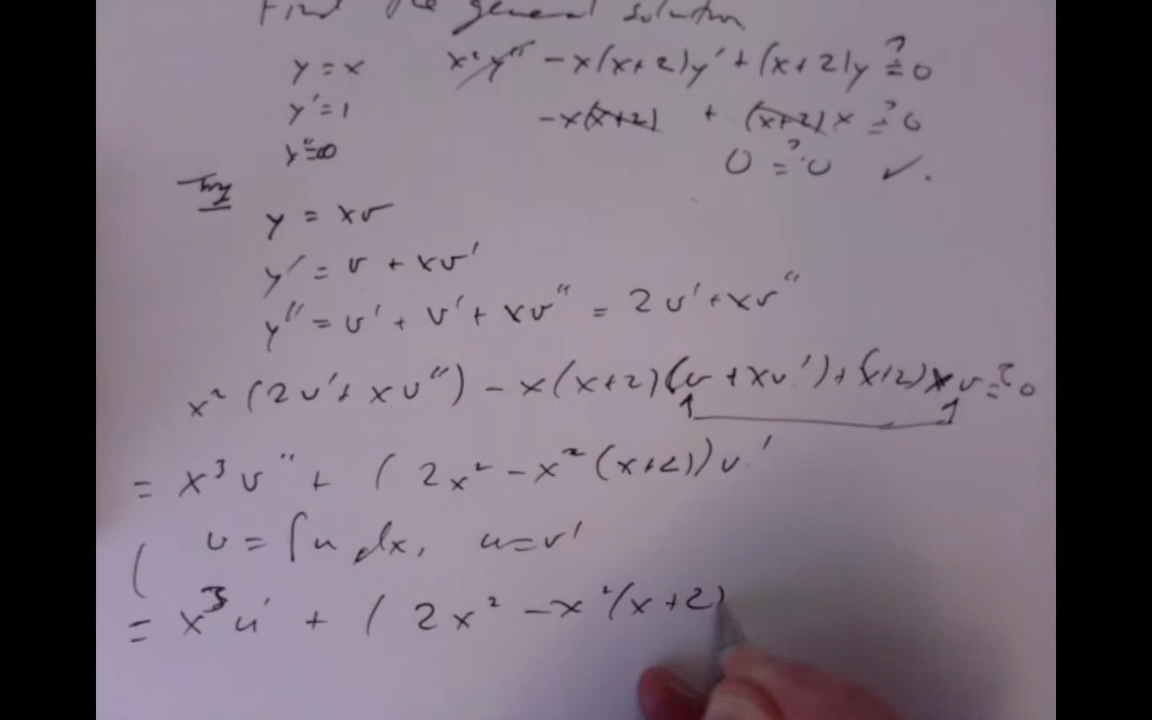 Find the general solution
y = x x²y'' - x(x+2)y' + (x+2)y ?= 0
y' = 1 -x(x+2) + (x+2)x ?= 0
y'' = 0 0 ?= 0 ✓.
Try
y = xv
y' = v + xv'
y'' = v' + v' + xv'' = 2v' + xv''
x²(2v' + xv'') - x(x+2)(v + xv') + (x+2)xv ?= 0
= x³v'' + (2x² - x²(x+2))v'
( v = ∫u dx, u = v'
= x³u' + (2x² - x²(x+2)